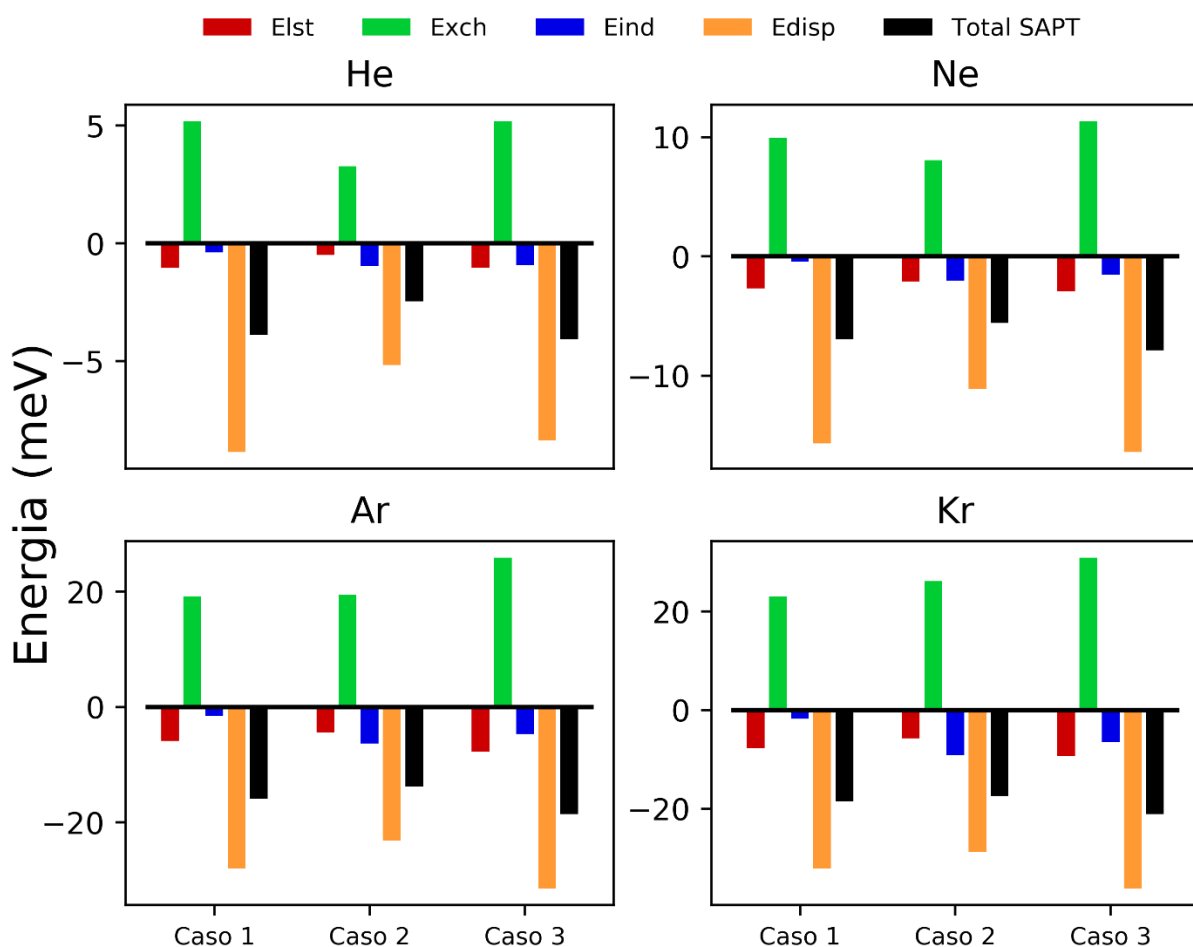 Elst Exch Eind Edisp Total SAPT
He
Ne
5
0
−5
10
0
−10
Energia (meV)
Ar
Kr
20
0
−20
20
0
−20
Caso 1 Caso 2 Caso 3
Caso 1 Caso 2 Caso 3